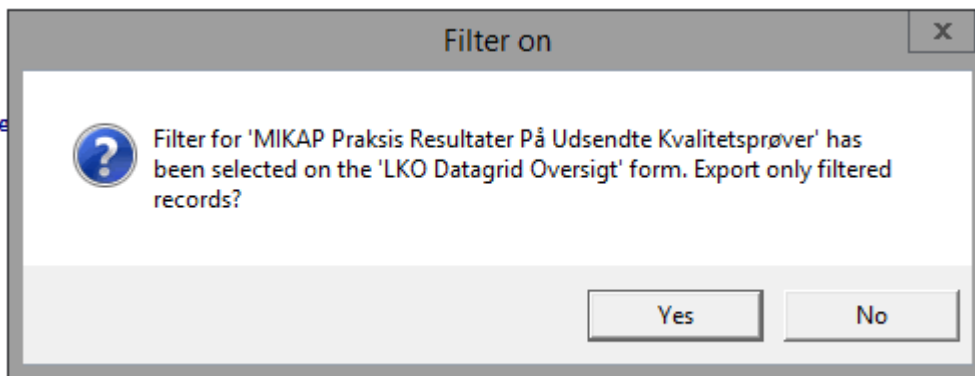 Filter on
x
e
Filter for 'MIKAP Praksis Resultater På Udsendte Kvalitetsprøver' has
been selected on the 'LKO Datagrid Oversigt' form. Export only filtered
records?
Yes
No